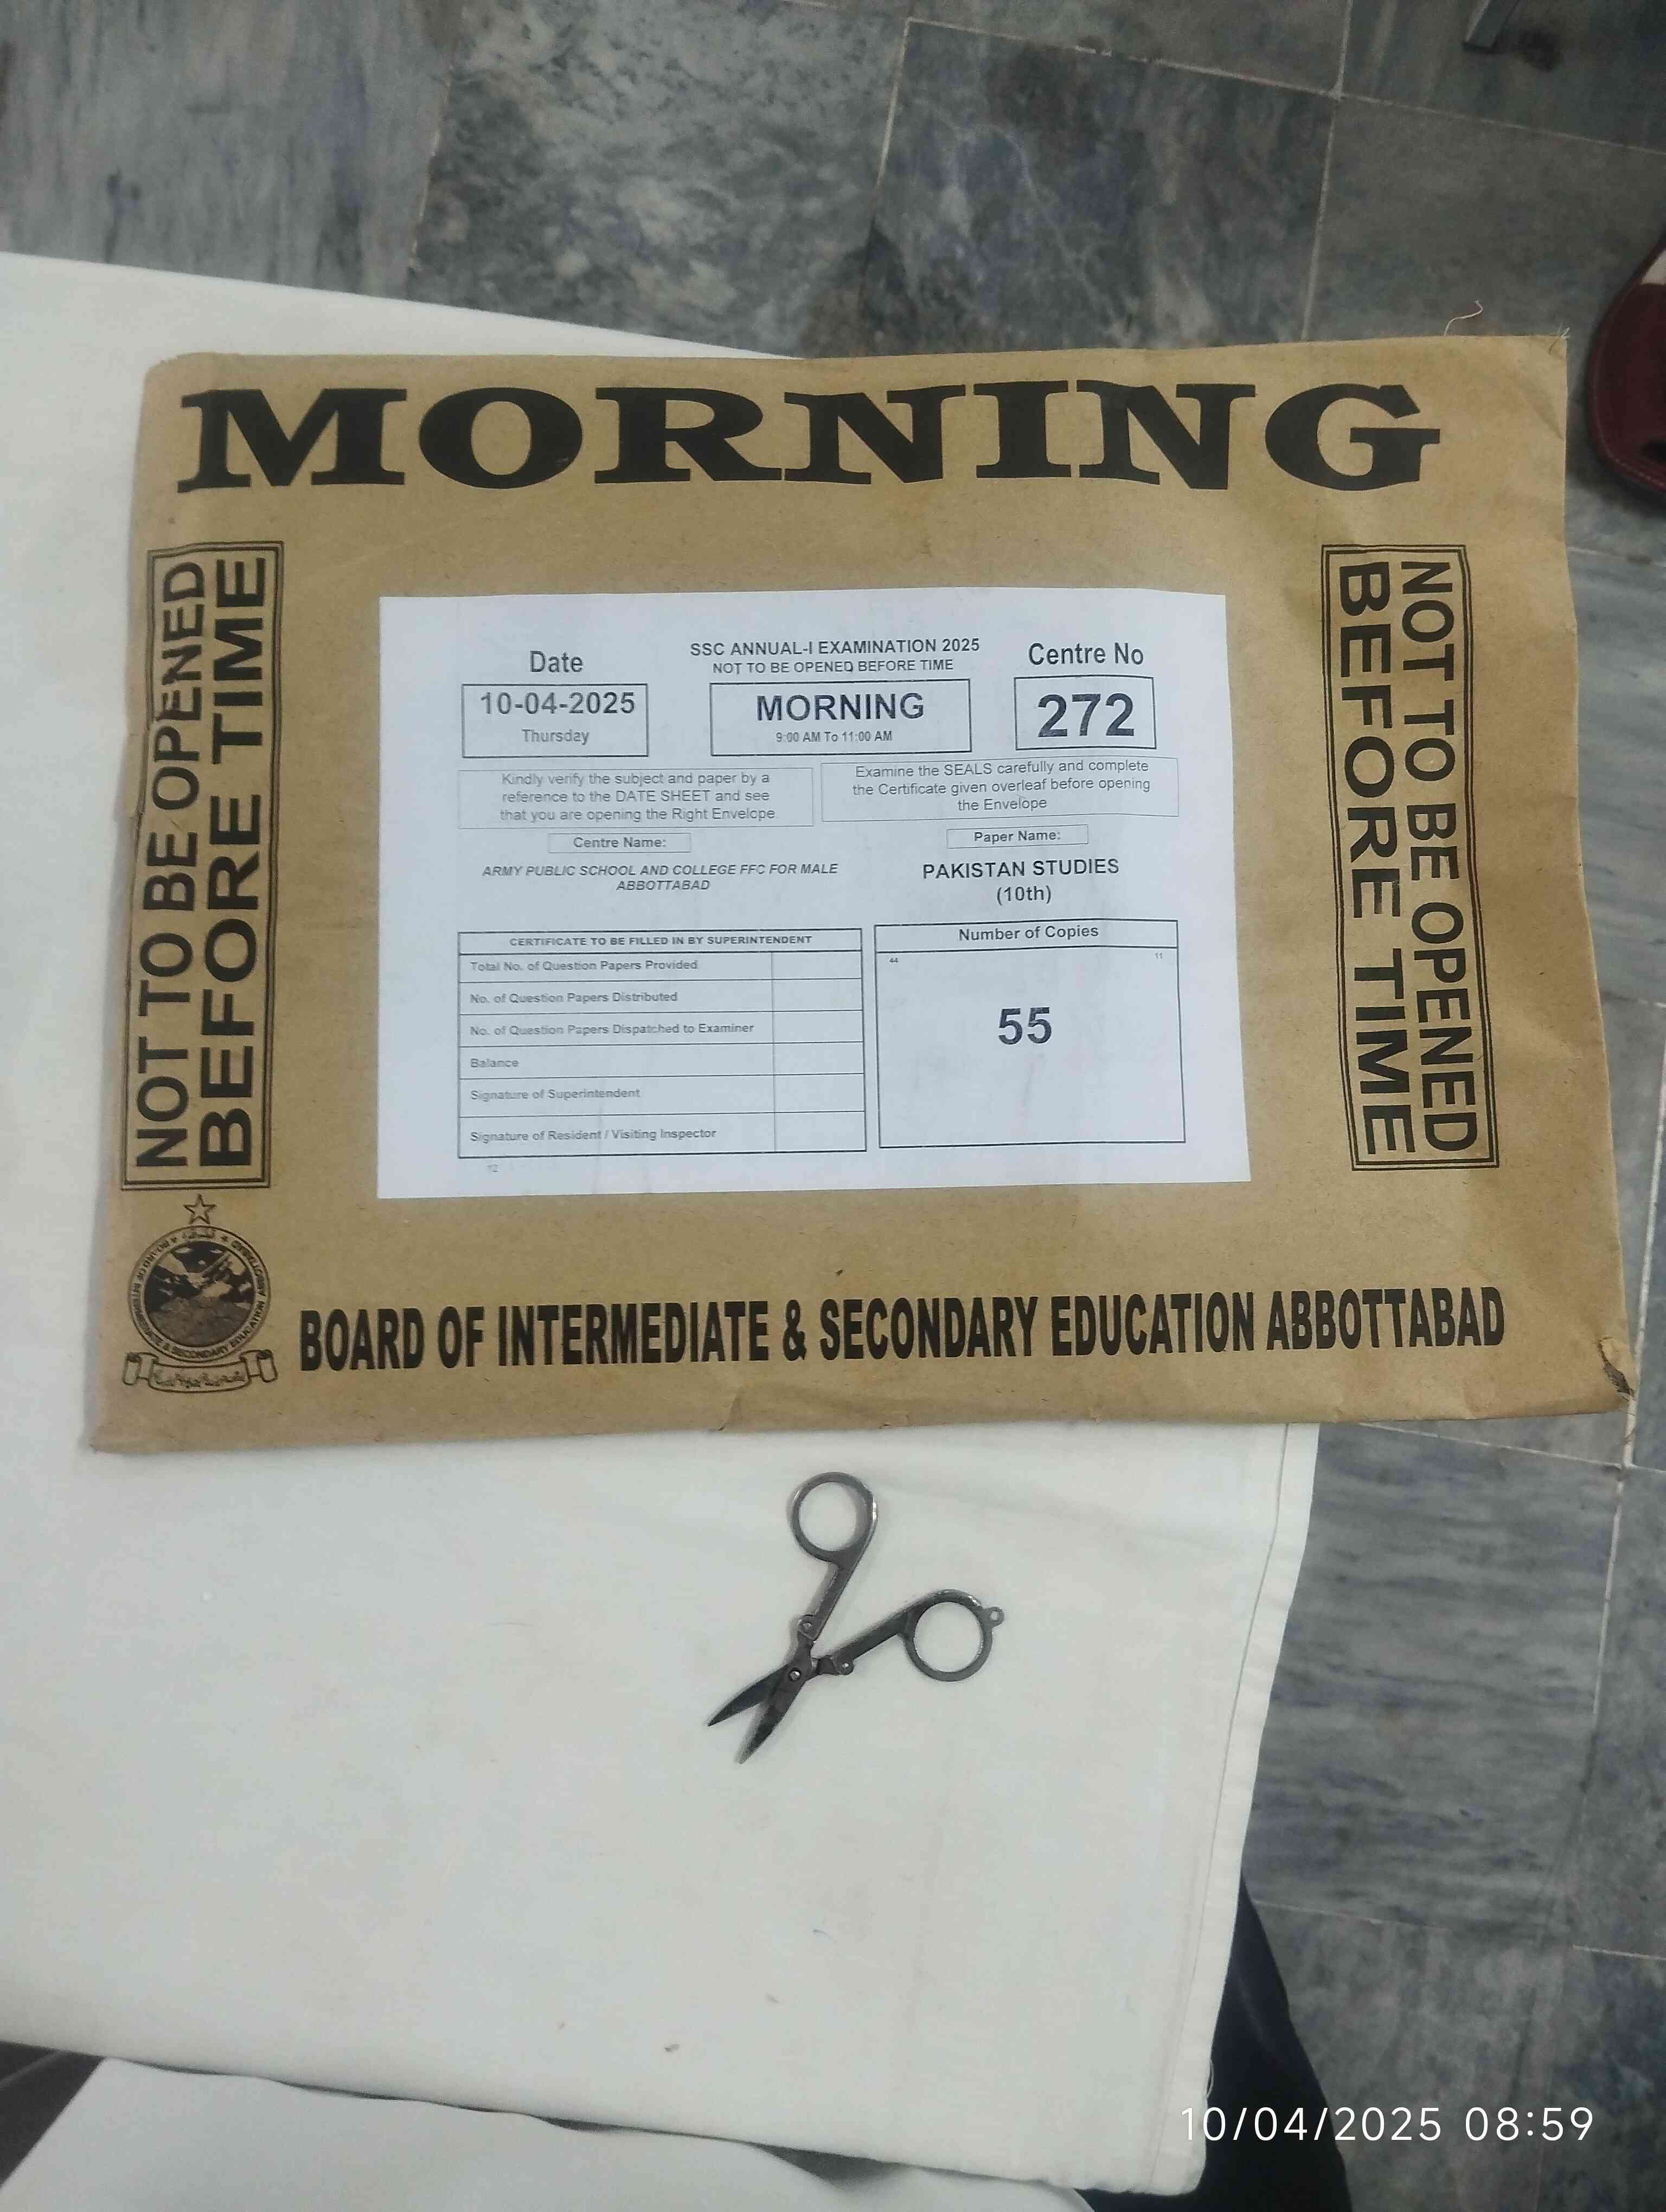 MORNING
NOT TO BE OPENED
BEFORE TIME
NOT TO BE OPENED
BEFORE TIME
Date
10-04-2025
Thursday
SSC ANNUAL-I EXAMINATION 2025
NOT TO BE OPENED BEFORE TIME
MORNING
9:00 AM To 11:00 AM
Centre No
272
Kindly verify the subject and paper by a
reference to the DATE SHEET and see
that you are opening the Right Envelope.
Examine the SEALS carefully and complete
the Certificate given overleaf before opening
the Envelope
Centre Name:
ARMY PUBLIC SCHOOL AND COLLEGE FFC FOR MALE
ABBOTTABAD
Paper Name:
PAKISTAN STUDIES
(10th)
CERTIFICATE TO BE FILLED IN BY SUPERINTENDENT
Total No. of Question Papers Provided
No. of Question Papers Distributed
No. of Question Papers Dispatched to Examiner
Balance
Signature of Superintendent
Signature of Resident / Visiting Inspector
12
Number of Copies
44 11
55
BOARD OF INTERMEDIATE & SECONDARY EDUCATION ABBOTTABAD
BOARD OF INTERMEDIATE & SECONDARY EDUCATION ABBOTTABAD
10/04/2025 08:59